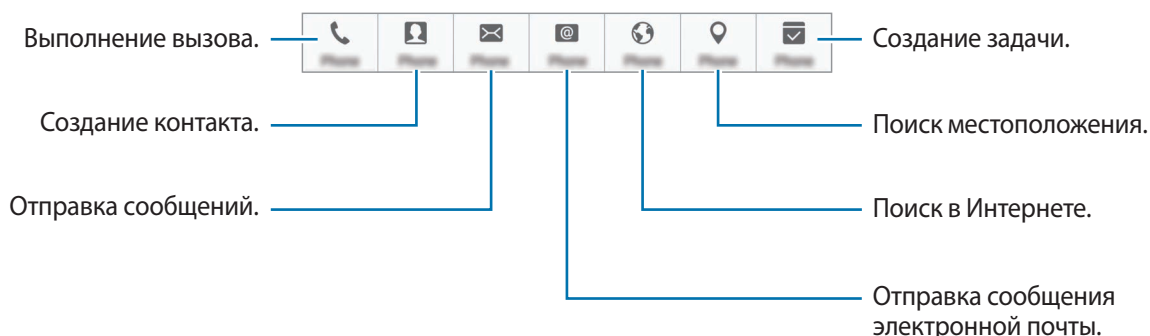 Выполнение вызова.
Создание задачи.
Создание контакта.
Поиск местоположения.
Отправка сообщений.
Поиск в Интернете.
Отправка сообщения
электронной почты.